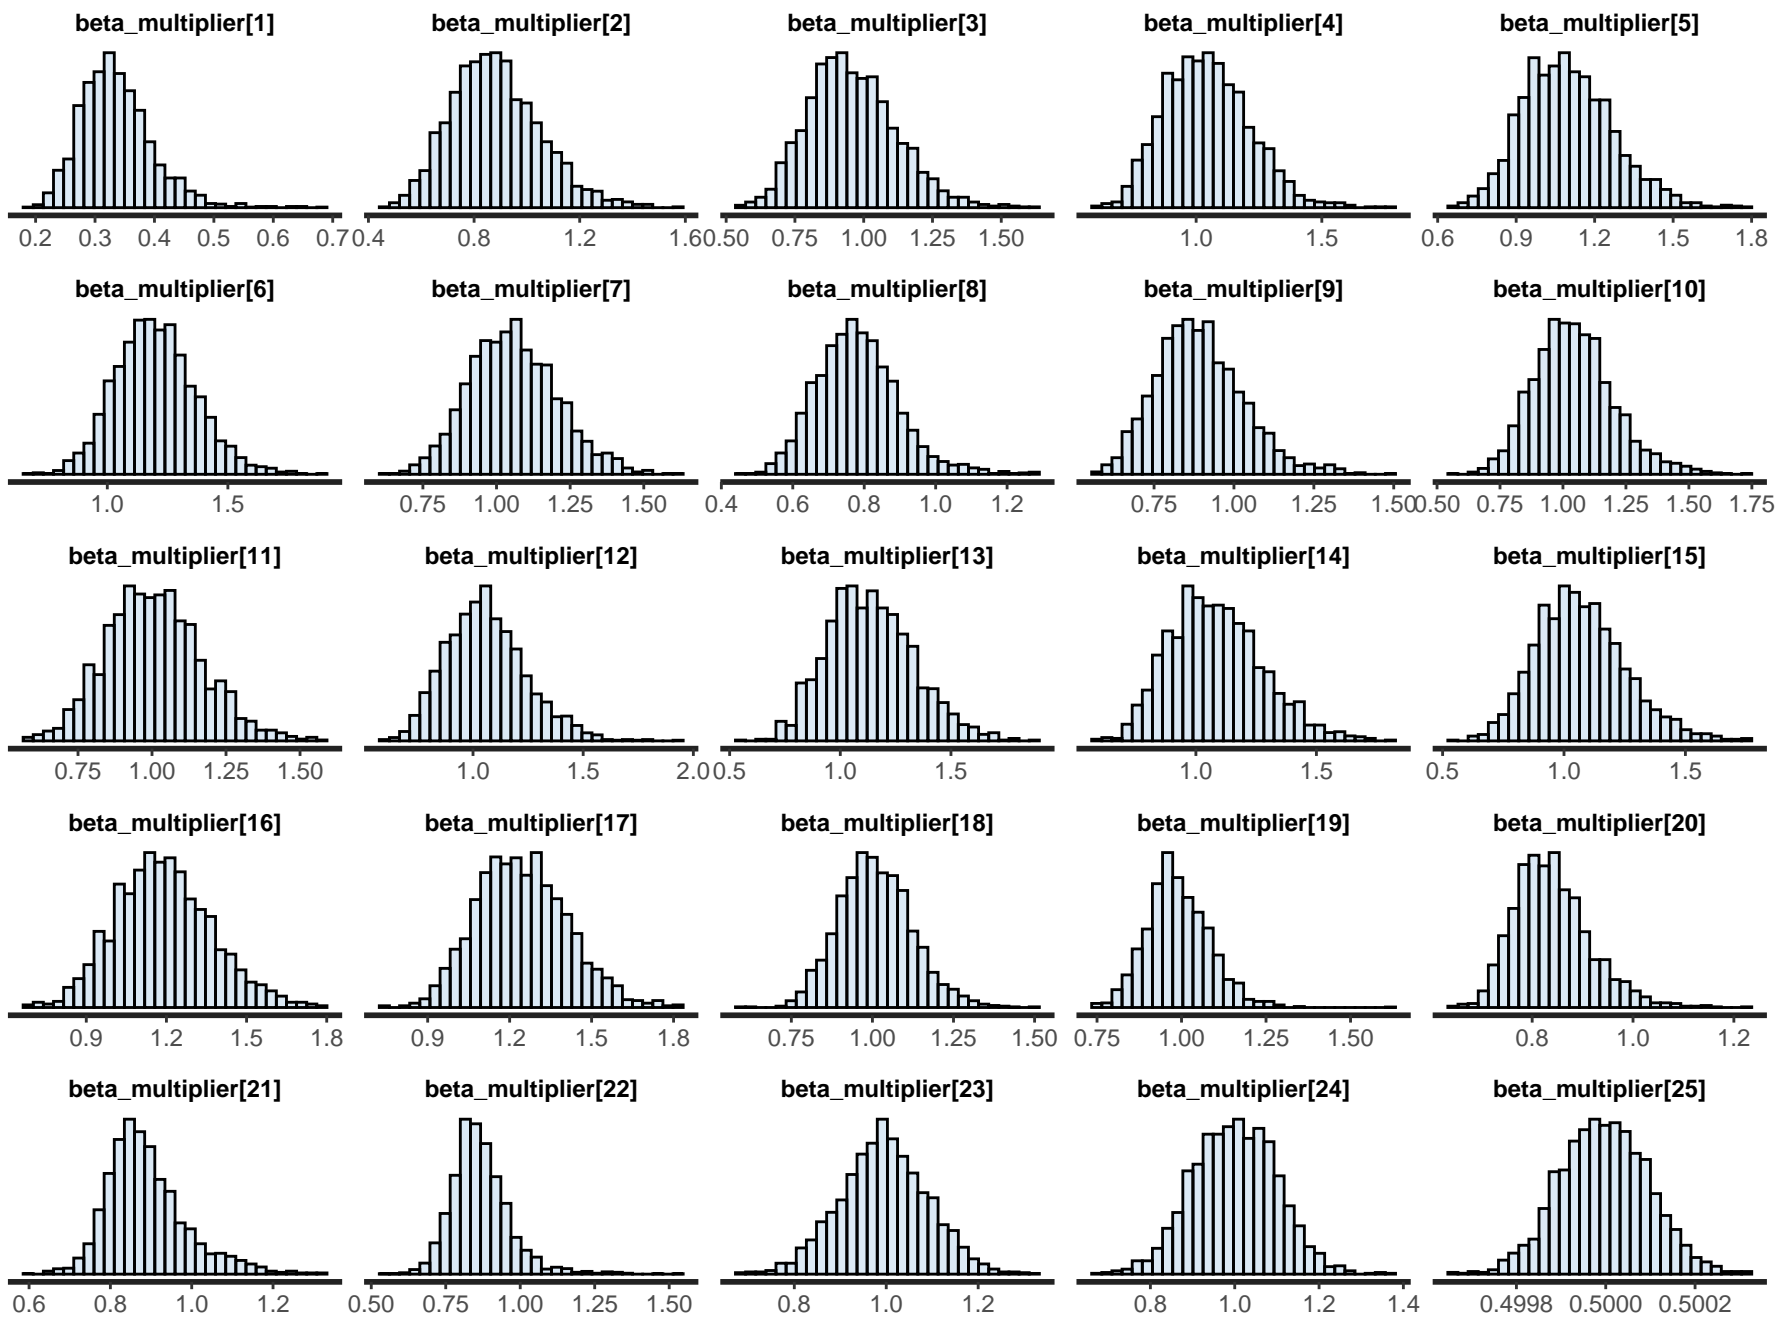 beta_multiplier[1] beta_multiplier[2] beta_multiplier[3] beta_multiplier[4] beta_multiplier[5]
0.2 0.3 0.4 0.5 0.6 0.7 0.4 0.8 1.2 1.6 0.50 0.75 1.00 1.25 1.50 1.0 1.5 0.6 0.9 1.2 1.5 1.8
beta_multiplier[6] beta_multiplier[7] beta_multiplier[8] beta_multiplier[9] beta_multiplier[10]
1.0 1.5 0.75 1.00 1.25 1.50 0.4 0.6 0.8 1.0 1.2 0.75 1.00 1.25 1.50 0.50 0.75 1.00 1.25 1.50 1.75
beta_multiplier[11] beta_multiplier[12] beta_multiplier[13] beta_multiplier[14] beta_multiplier[15]
0.75 1.00 1.25 1.50 1.0 1.5 2.0 0.5 1.0 1.5 1.0 1.5 0.5 1.0 1.5
beta_multiplier[16] beta_multiplier[17] beta_multiplier[18] beta_multiplier[19] beta_multiplier[20]
0.9 1.2 1.5 1.8 0.9 1.2 1.5 1.8 0.75 1.00 1.25 1.50 0.75 1.00 1.25 1.50 0.8 1.0 1.2
beta_multiplier[21] beta_multiplier[22] beta_multiplier[23] beta_multiplier[24] beta_multiplier[25]
0.6 0.8 1.0 1.2 0.50 0.75 1.00 1.25 1.50 0.8 1.0 1.2 0.8 1.0 1.2 1.4 0.4998 0.5000 0.5002